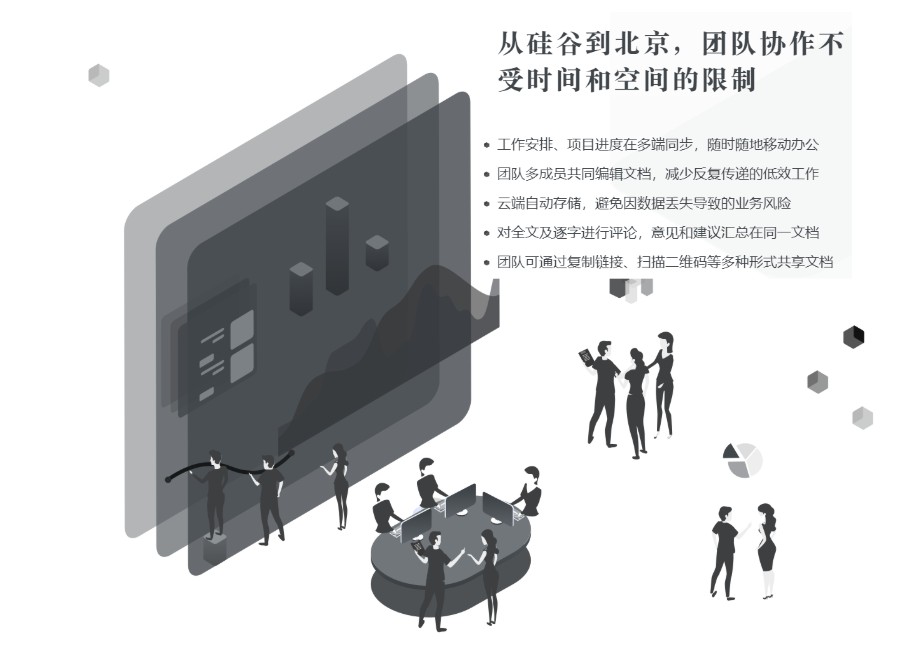 从硅谷到北京，团队协作不
受时间和空间的限制
• 工作安排、项目进度在多端同步，随时随地移动办公
• 团队多成员共同编辑文档，减少反复传递的低效工作
• 云端自动存储，避免因数据丢失导致的业务风险
• 对全文及逐字进行评论，意见和建议汇总在同一文档
• 团队可通过复制链接、扫描二维码等多种形式共享文档